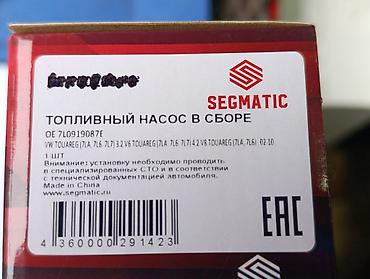 SEGMATIC
ТОПЛИВНЫЙ НАСОС В СБОРЕ
OE 7L0919087E
VW TOUAREG (7LA, 7L6, 7L7) 3.2 V6 TOUAREG (7LA, 7L6, 7L7) 4.2 V8 TOUAREG (7LA, 7L6) 02-10
1 ШТ
Внимание: установку необходимо проводить
в специализированных СТО и в соответствии
с технической документацией автомобиля.
Made in China
www.segmatic.ru
EAC
4 360000 291423